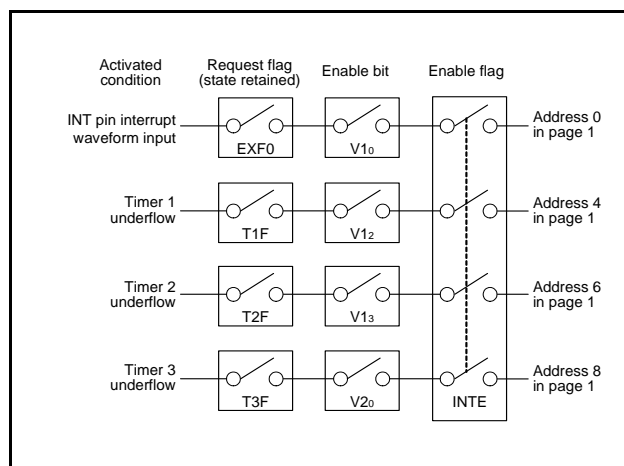 Activated
condition
Request flag
(state retained)
Enable bit
Enable flag
INT pin interrupt
waveform input
EXF0
V1₀
Address 0
in page 1
Timer 1
underflow
T1F
V1₂
Address 4
in page 1
Timer 2
underflow
T2F
V1₃
Address 6
in page 1
Timer 3
underflow
T3F
V2₀
INTE
Address 8
in page 1